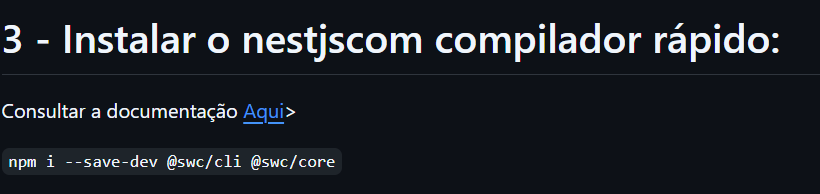 3 - Instalar o nestjscom compilador rápido:
Consultar a documentação Aqui>
npm i --save-dev @swc/cli @swc/core